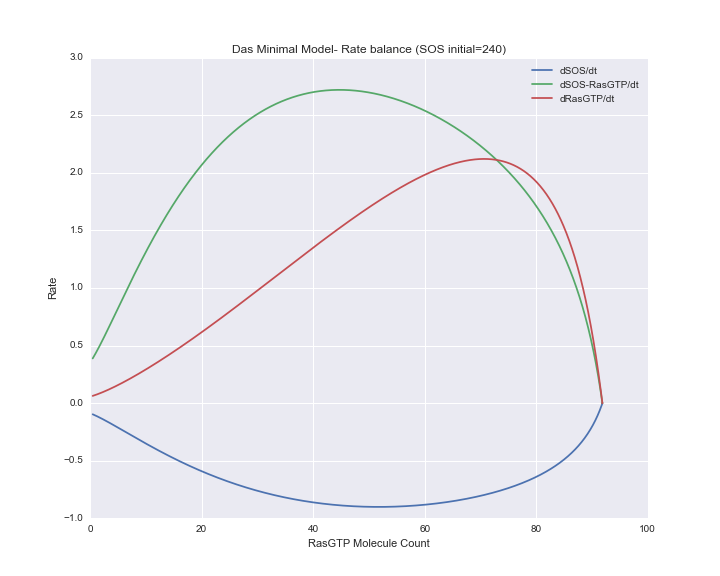 Das Minimal Model- Rate balance (SOS initial=240)
dSOS/dt
dSOS-RasGTP/dt
dRasGTP/dt
3.0
2.5
2.0
1.5
1.0
0.5
0.0
−0.5
−1.0
Rate
0 20 40 60 80 100
RasGTP Molecule Count